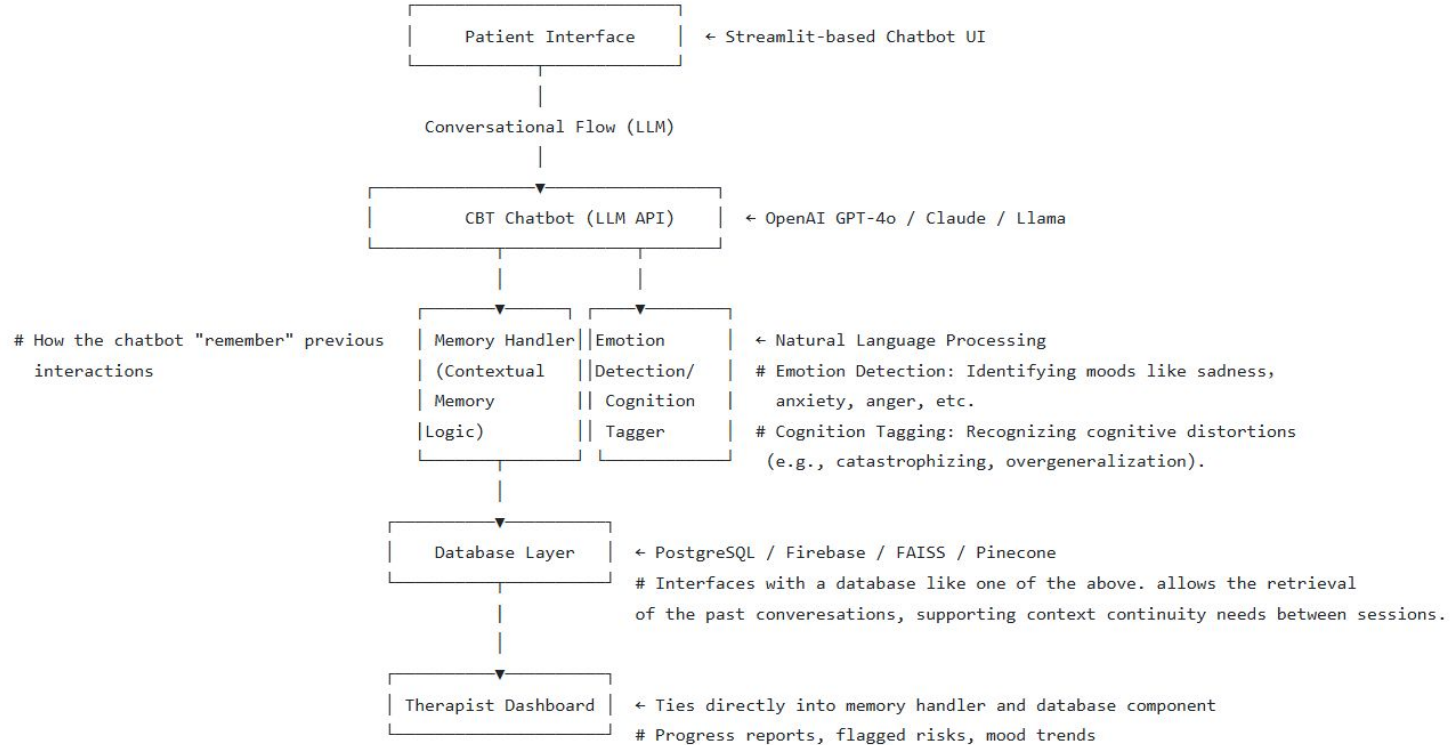 Patient Interface ← Streamlit-based Chatbot UI
Conversational Flow (LLM)
CBT Chatbot (LLM API) ← OpenAI GPT-4o / Claude / Llama
# How the chatbot "remember" previous
interactions
Memory Handler
(Contextual
Memory
Logic)
Emotion
Detection/
Cognition
Tagger
← Natural Language Processing
# Emotion Detection: Identifying moods like sadness,
anxiety, anger, etc.
# Cognition Tagging: Recognizing cognitive distortions
(e.g., catastrophizing, overgeneralization).
Database Layer ← PostgreSQL / Firebase / FAISS / Pinecone
# Interfaces with a database like one of the above. allows the retrieval
of the past converesations, supporting context continuity needs between sessions.
Therapist Dashboard ← Ties directly into memory handler and database component
# Progress reports, flagged risks, mood trends